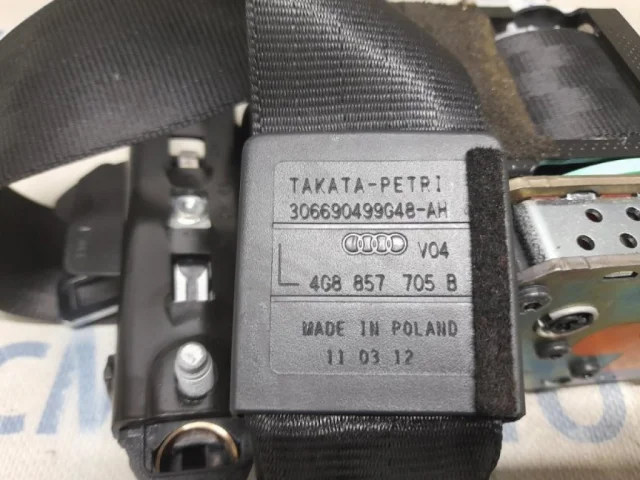 TAKATA-PETRI
306690499G48-AH
V04
L 4G8 857 705 B
MADE IN POLAND
11 03 12